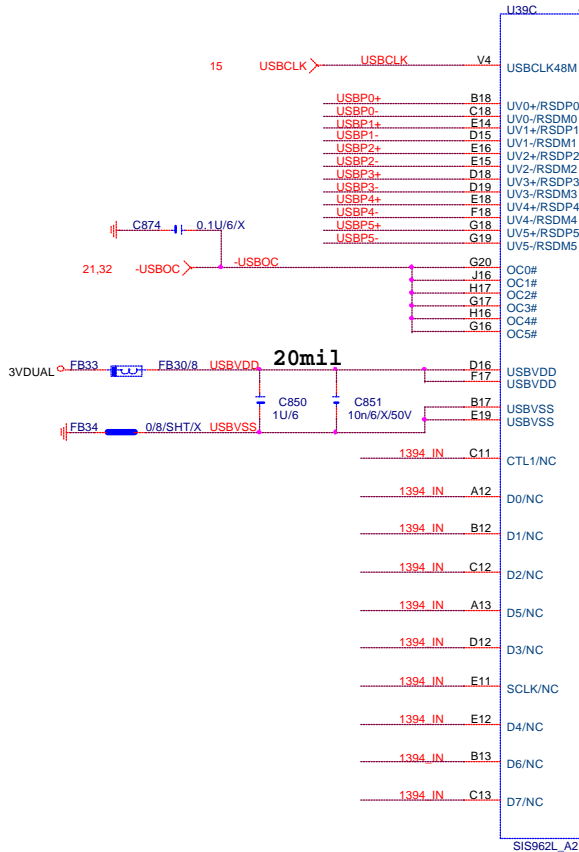 U39C
15 USBCLK USBCLK V4 USBCLK48M
USBP0+ B18 UV0+/RSDP0
USBP0- C18 UV0-/RSDM0
USBP1+ E14 UV1+/RSDP1
USBP1- D15 UV1-/RSDM1
USBP2+ E16 UV2+/RSDP2
USBP2- E15 UV2-/RSDM2
USBP3+ D18 UV3+/RSDP3
USBP3- D19 UV3-/RSDM3
USBP4+ E18 UV4+/RSDP4
USBP4- F18 UV4-/RSDM4
USBP5+ G18 UV5+/RSDP5
USBP5- G19 UV5-/RSDM5
C874 0.1U/6/X
21,32 -USBOC -USBOC G20 OC0#
J16 OC1#
H17 OC2#
G17 OC3#
H16 OC4#
G16 OC5#
20mil
3VDUAL FB33 FB30/8 USBVDD D16 USBVDD
F17 USBVDD
C850 C851
1U/6 10n/6/X/50V
B17 USBVSS
FB34 0/8/SHT/X USBVSS E19 USBVSS
1394_IN C11 CTL1/NC
1394_IN A12 D0/NC
1394_IN B12 D1/NC
1394_IN C12 D2/NC
1394_IN A13 D5/NC
1394_IN D12 D3/NC
1394_IN E11 SCLK/NC
1394_IN E12 D4/NC
1394_IN B13 D6/NC
1394_IN C13 D7/NC
SIS962L_A2